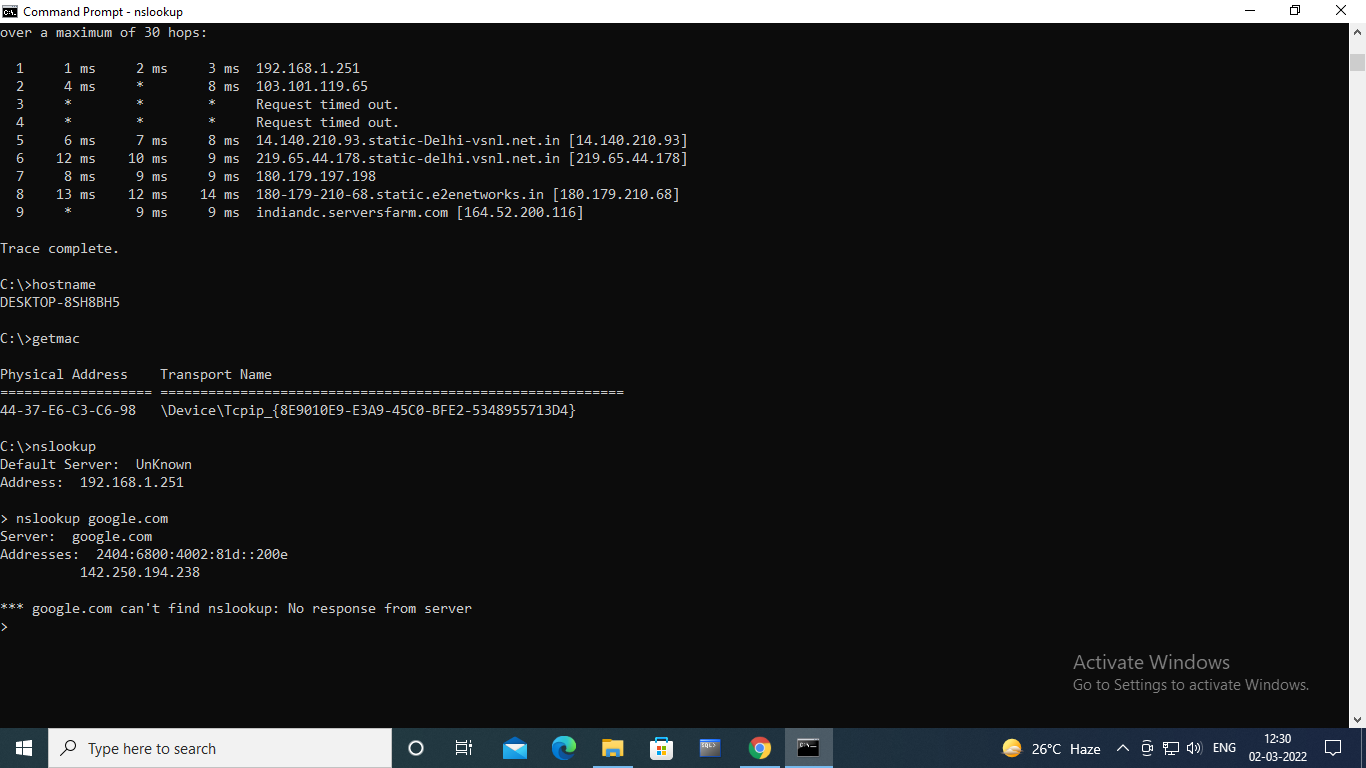 Command Prompt - nslookup
over a maximum of 30 hops:
1 1 ms 2 ms 3 ms 192.168.1.251
2 4 ms * 8 ms 103.101.119.65
3 * * * Request timed out.
4 * * * Request timed out.
5 6 ms 7 ms 8 ms 14.140.210.93.static-Delhi-vsnl.net.in [14.140.210.93]
6 12 ms 10 ms 9 ms 219.65.44.178.static-delhi.vsnl.net.in [219.65.44.178]
7 8 ms 9 ms 9 ms 180.179.197.198
8 13 ms 12 ms 14 ms 180-179-210-68.static.e2enetworks.in [180.179.210.68]
9 * 9 ms 9 ms indiandc.serversfarm.com [164.52.200.116]
Trace complete.
C:\>hostname
DESKTOP-8SH8BH5
C:\>getmac
Physical Address Transport Name
=================== ==========================================================
44-37-E6-C3-C6-98 \Device\Tcpip_{8E9010E9-E3A9-45C0-BFE2-5348955713D4}
C:\>nslookup
Default Server: UnKnown
Address: 192.168.1.251
> nslookup google.com
Server: google.com
Addresses: 2404:6800:4002:81d::200e
142.250.194.238
*** google.com can't find nslookup: No response from server
>
Activate Windows
Go to Settings to activate Windows.
Type here to search
SQL
26°C Haze
ENG
12:30
02-03-2022